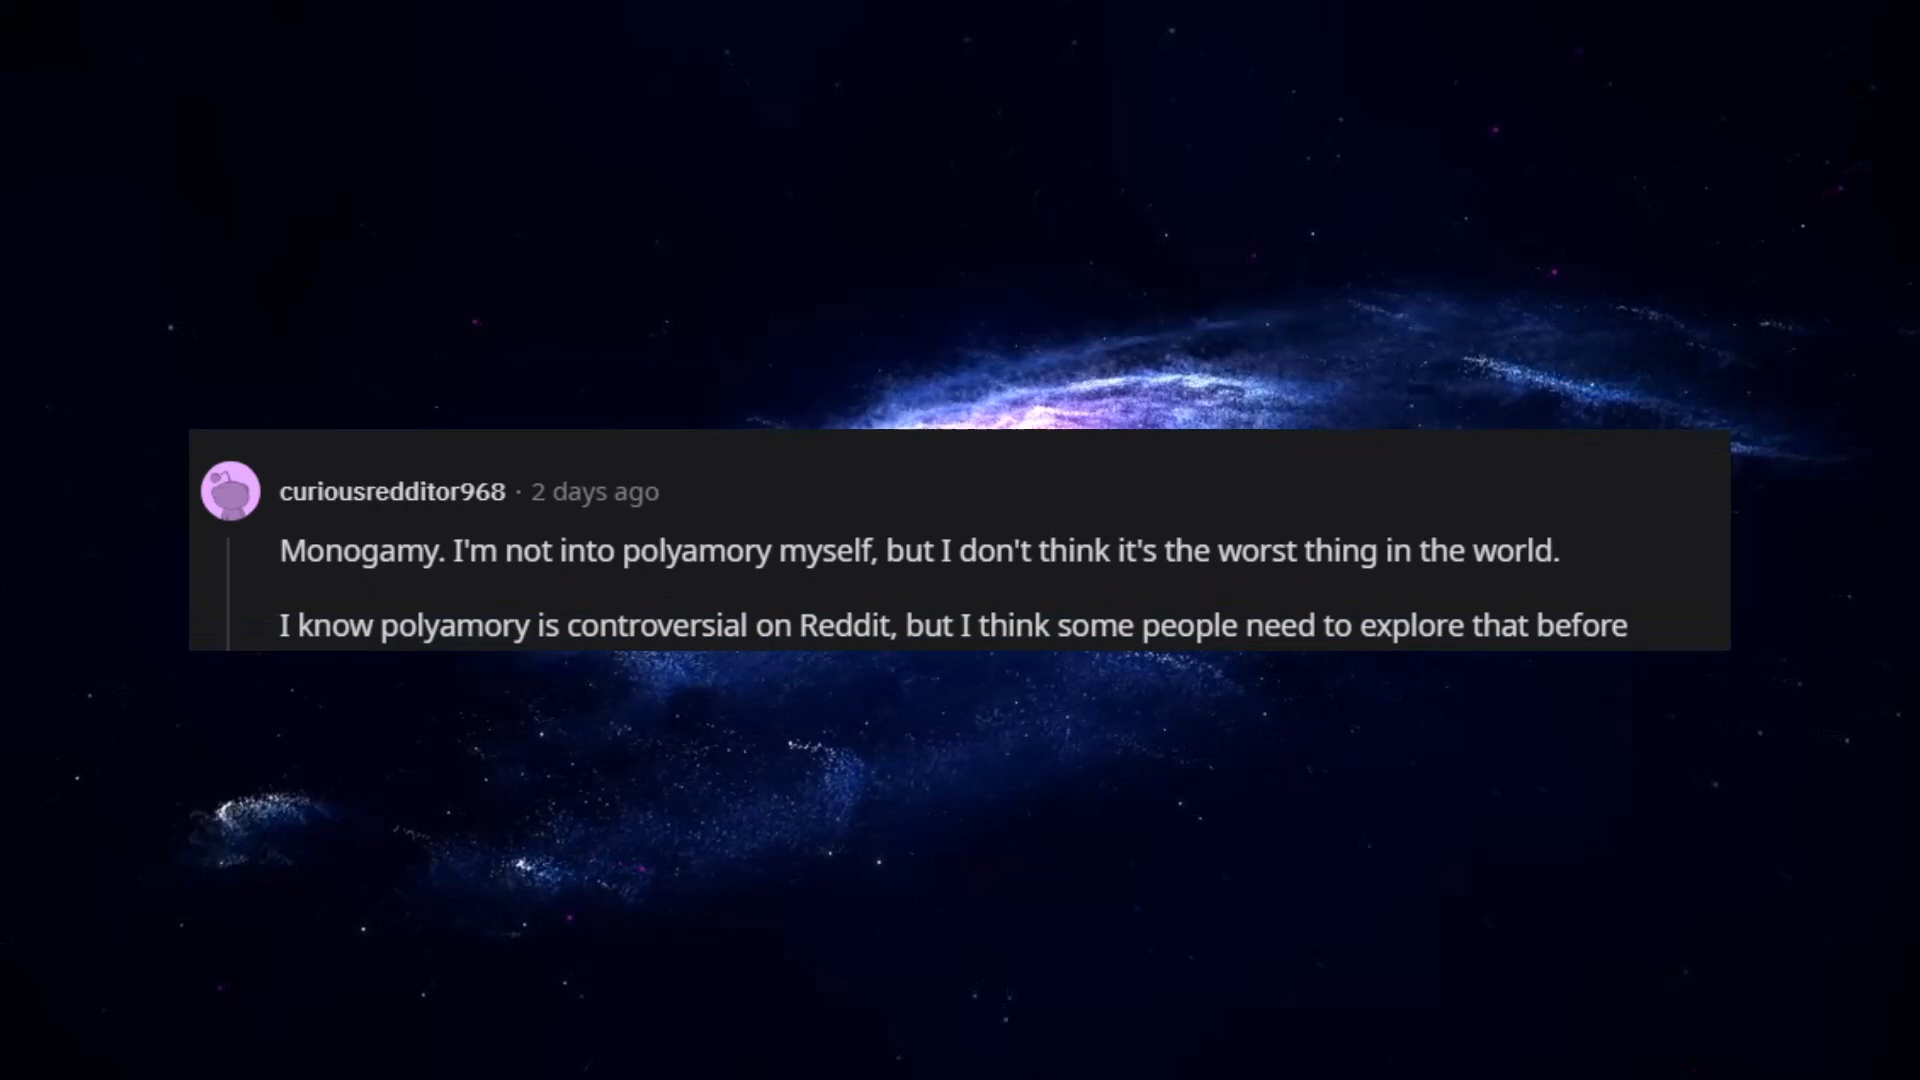 curiousredditor968 · 2 days ago
Monogamy. I'm not into polyamory myself, but I don't think it's the worst thing in the world.
I know polyamory is controversial on Reddit, but I think some people need to explore that before